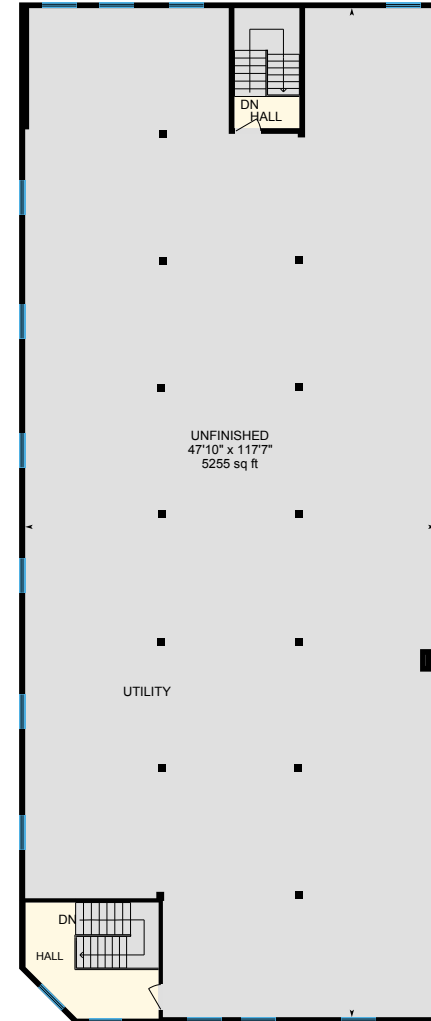 DN
HALL
UNFINISHED
47'10" x 117'7"
5255 sq ft
UTILITY
DN
HALL